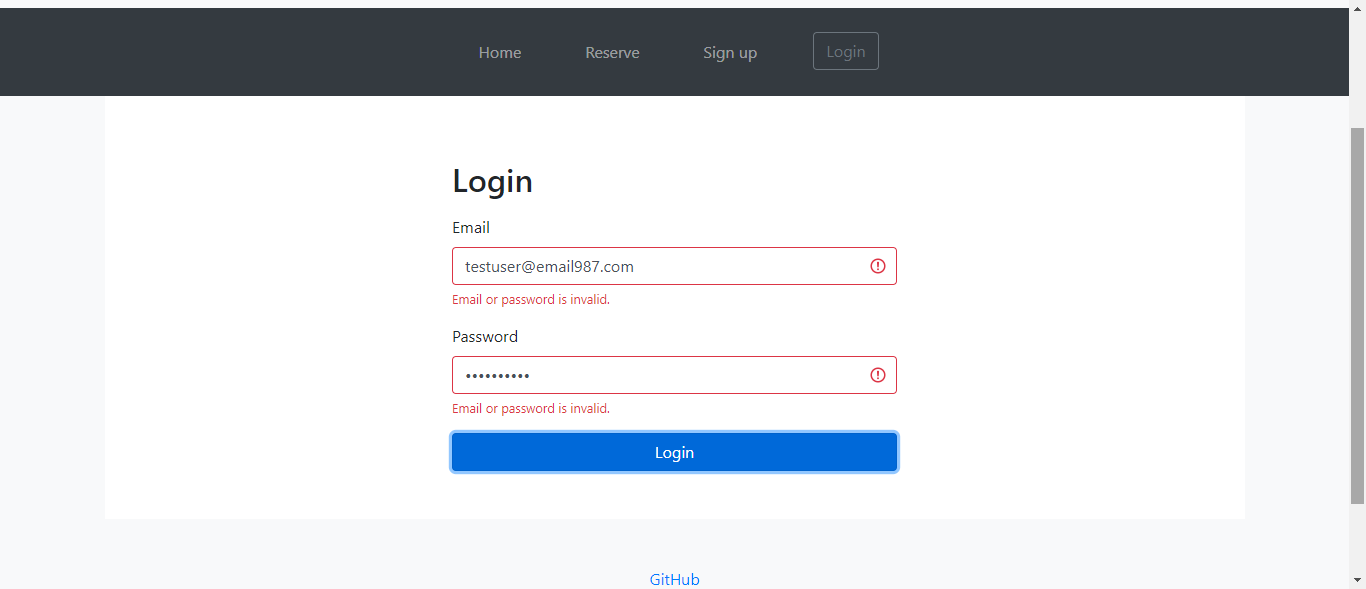 Home Reserve Sign up Login
Login
Email
testuser@email987.com
Email or password is invalid.
Password
••••••••••
Email or password is invalid.
Login
GitHub